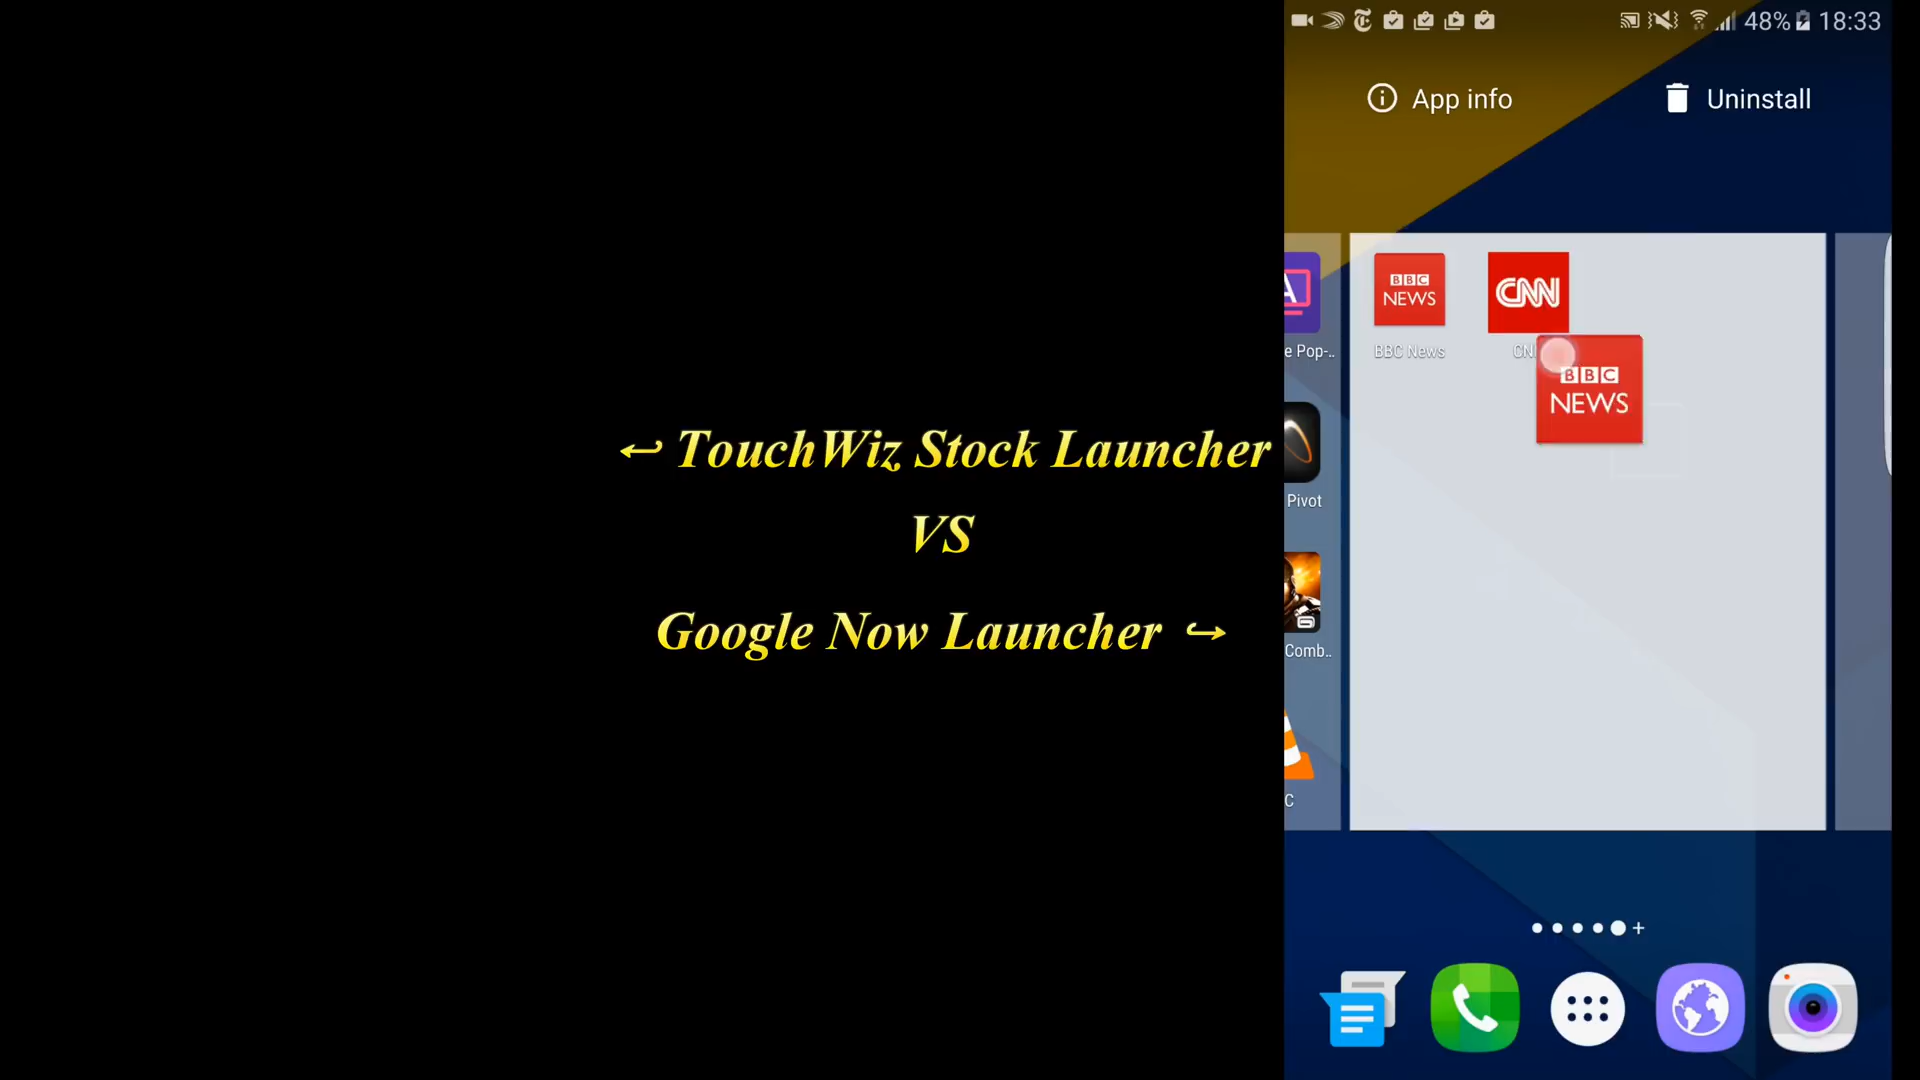 48% 18:33
App info Uninstall
BBC NEWS
CNN
A
e Pop-..
BBC News
CN
BBC NEWS
Pivot
Comb..
C
↩ TouchWiz Stock Launcher
VS
Google Now Launcher ↪